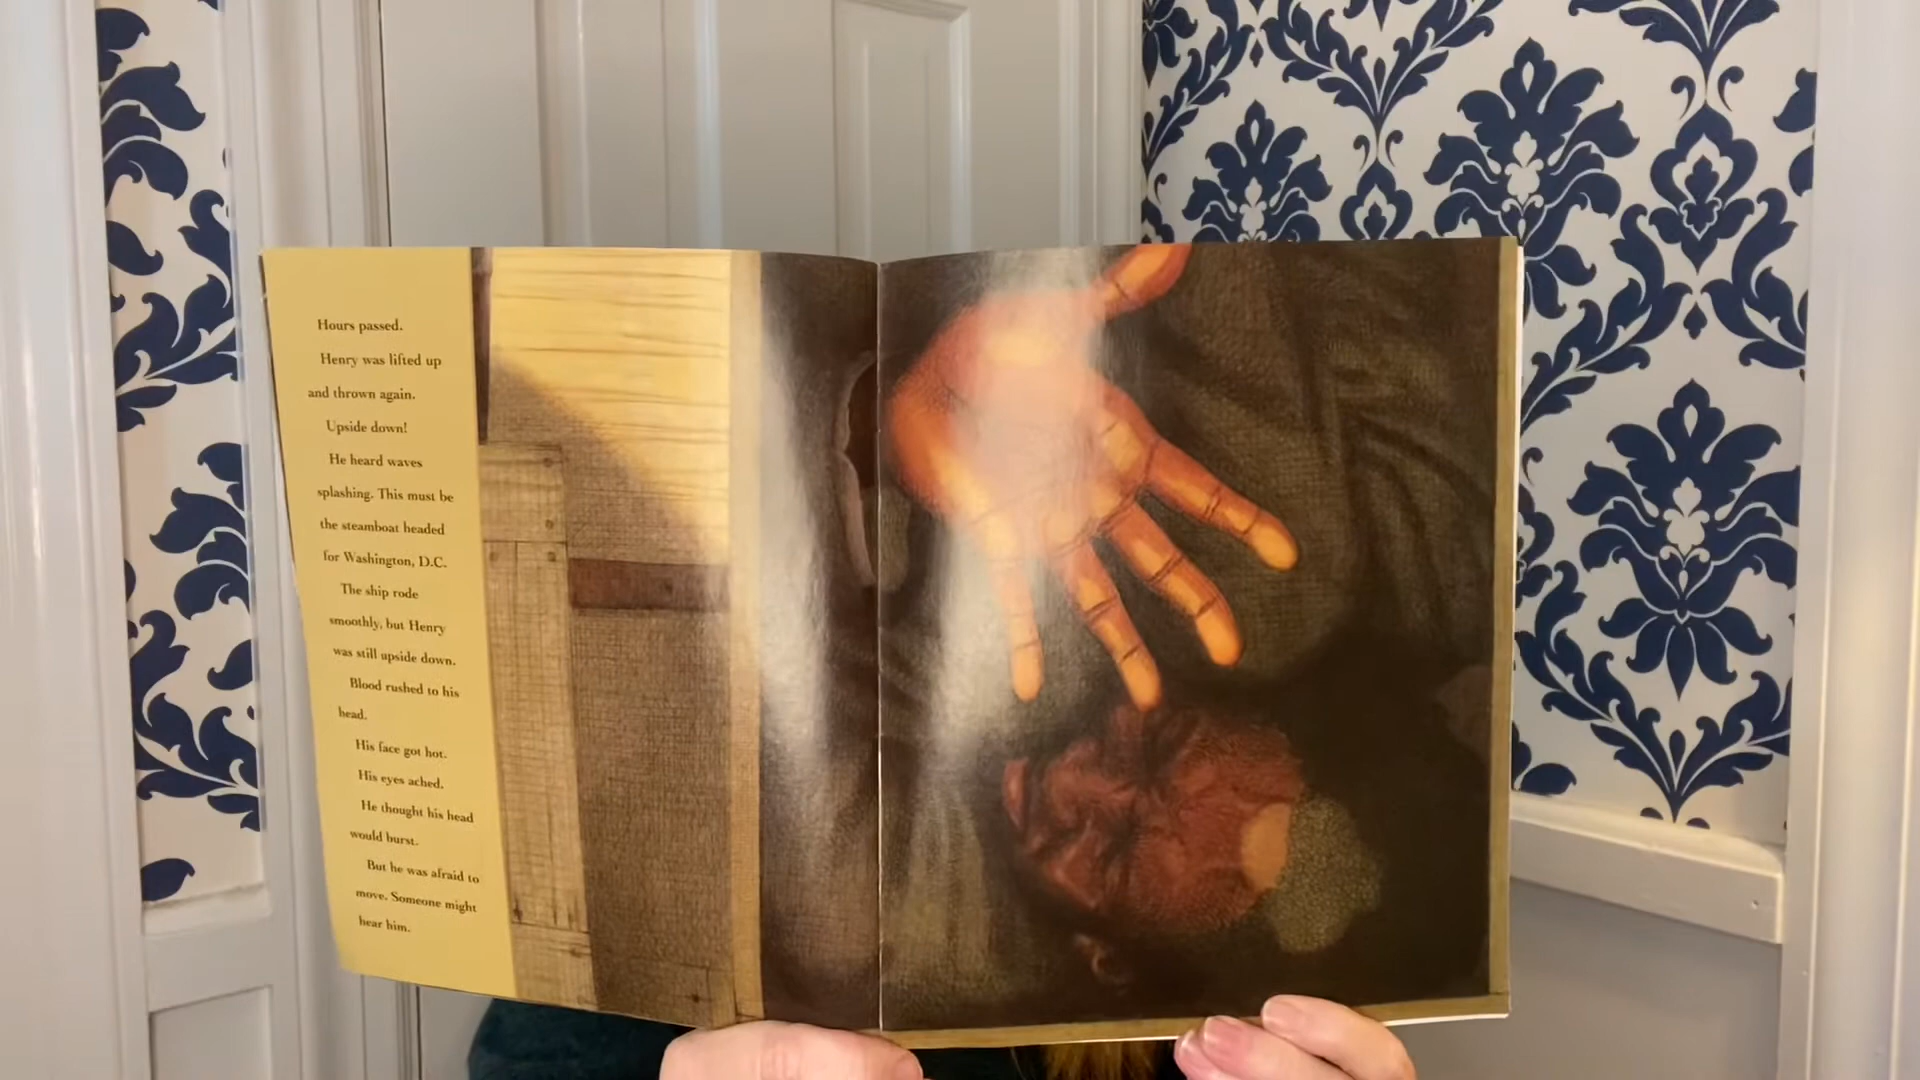 Hours passed.
Henry was lifted up
and thrown again.
Upside down!
He heard waves
splashing. This must be
the steamboat headed
for Washington, D.C.
The ship rode
smoothly, but Henry
was still upside down.
Blood rushed to his
head.
His face got hot.
His eyes ached.
He thought his head
would burst.
But he was afraid to
move. Someone might
hear him.